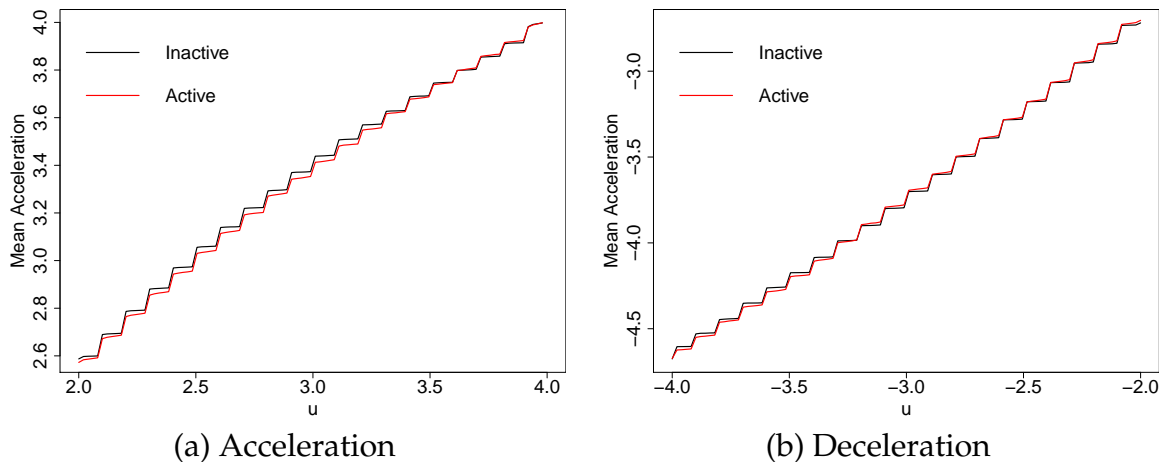 Inactive
Active
Mean Acceleration
2.6 2.8 3.0 3.2 3.4 3.6 3.8 4.0
2.0 2.5 3.0 3.5 4.0
u
(a) Acceleration
Inactive
Active
Mean Acceleration
−4.5 −4.0 −3.5 −3.0
−4.0 −3.5 −3.0 −2.5 −2.0
u
(b) Deceleration